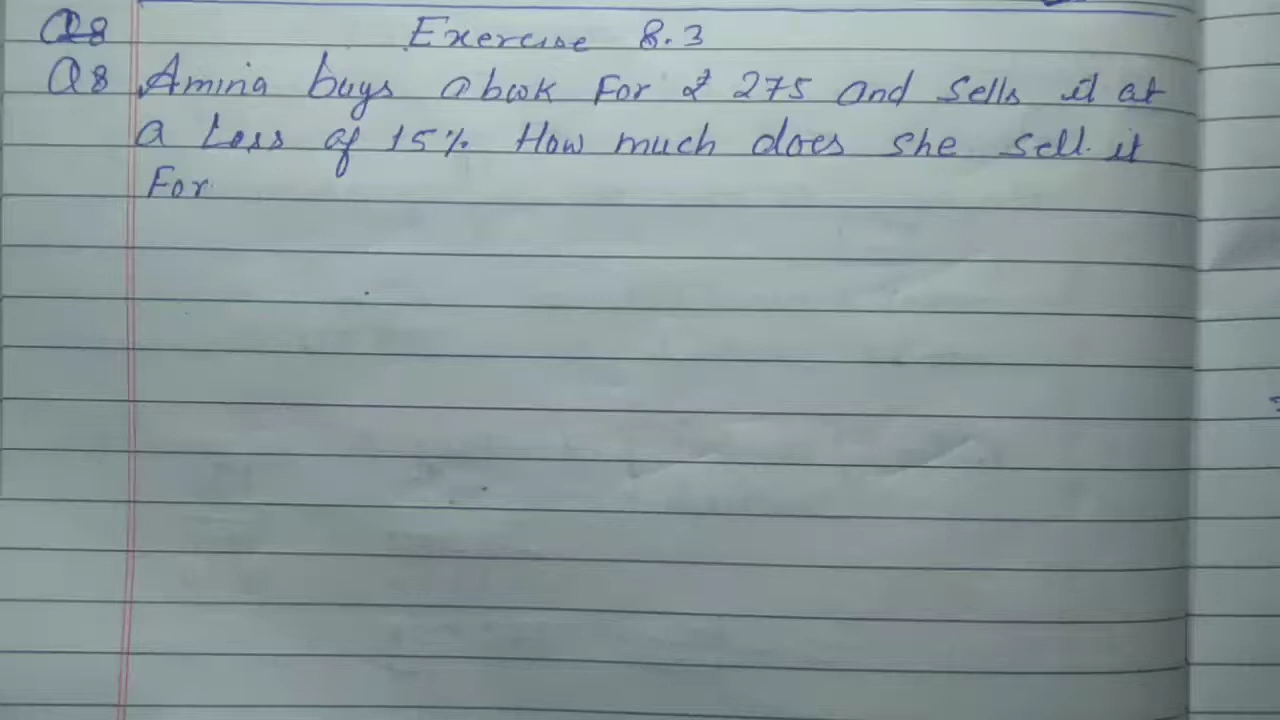 Q8 Exercise 8.3
Q8 Amina buys a book For ₹ 275 and Sells it at
a Loss of 15% How much does she sell it
For.